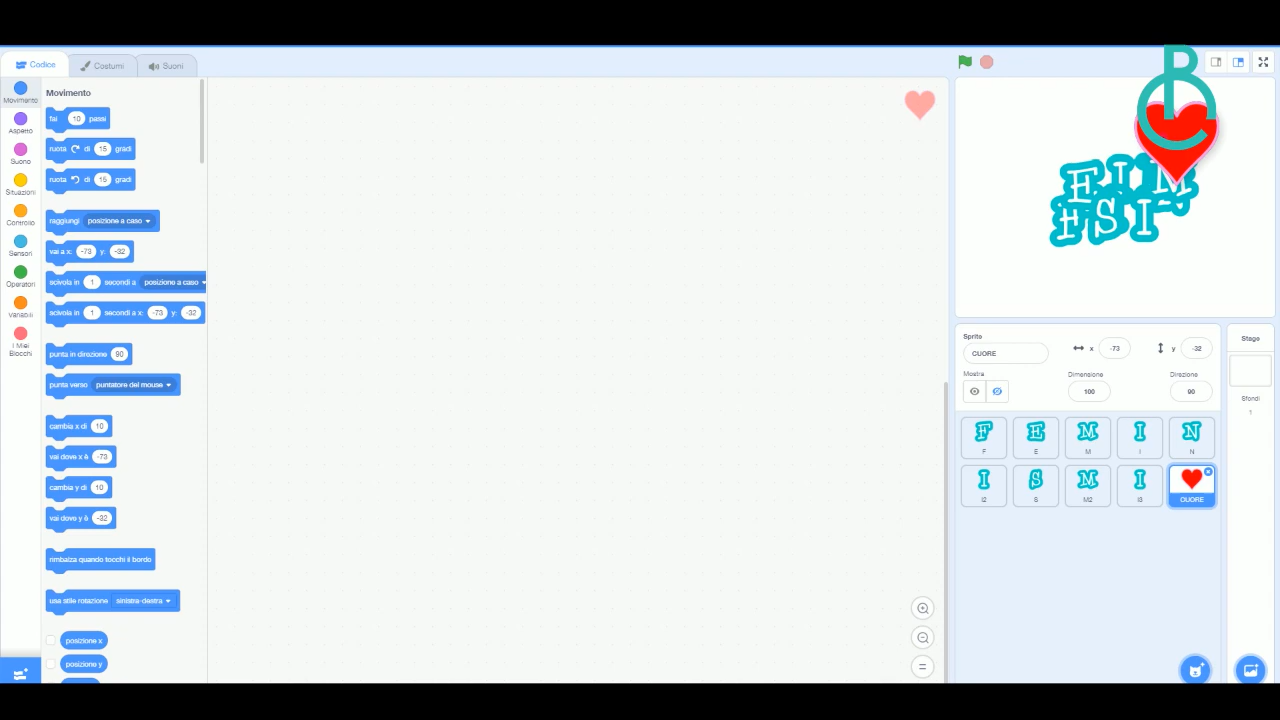 Codice
Costumi
Suoni
Movimento
Aspetto
Suono
Situazioni
Controllo
Sensori
Operatori
Variabili
I Miei
Blocchi
Movimento
fai 10 passi
ruota di 15 gradi
ruota di 15 gradi
raggiungi posizione a caso
vai a x: -73 y: -32
scivola in 1 secondi a posizione a caso
scivola in 1 secondi a x: -73 y: -32
punta in direzione 90
punta verso puntatore del mouse
cambia x di 10
vai dove x è -73
cambia y di 10
vai dove y è -32
rimbalza quando tocchi il bordo
usa stile rotazione sinistra-destra
posizione x
posizione y
E I M
F S I
Sprite
CUORE
x -73
y -32
Mostra
Dimensione
100
Direzione
90
F
E
M
I
N
I2
S
M2
I3
CUORE
Stage
Sfondi
1